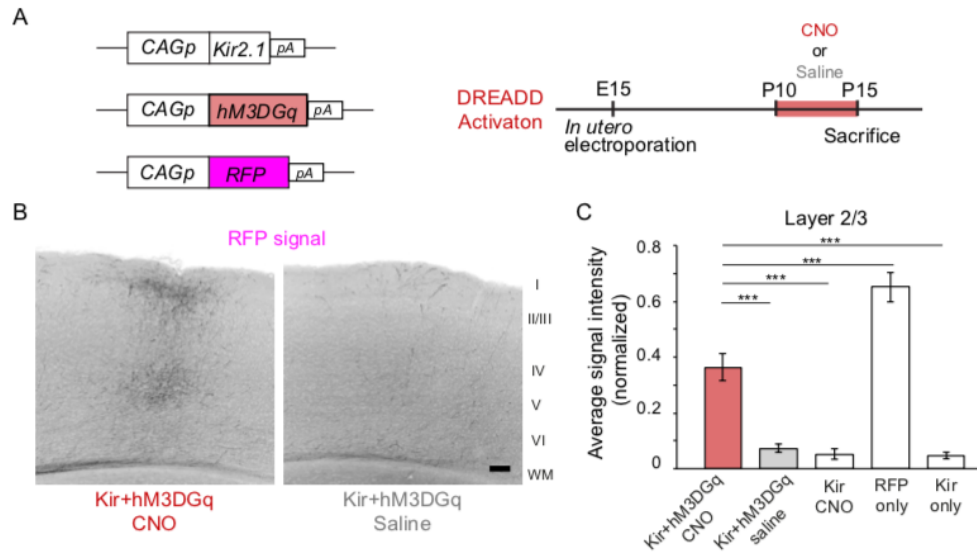 A
CAGp Kir2.1 pA
CAGp hM3DGq pA
CAGp RFP pA
DREADD
Activaton
CNO
or
Saline
E15 P10 P15
In utero
electroporation
Sacrifice
B
RFP signal
I
II/III
IV
V
VI
WM
Kir+hM3DGq
CNO
Kir+hM3DGq
Saline
C
Layer 2/3
Average signal intensity
(normalized)
0.8
0.6
0.4
0.2
0
***
***
***
***
Kir+hM3DGq
CNO
Kir+hM3DGq
saline
Kir
CNO
RFP
only
Kir
only